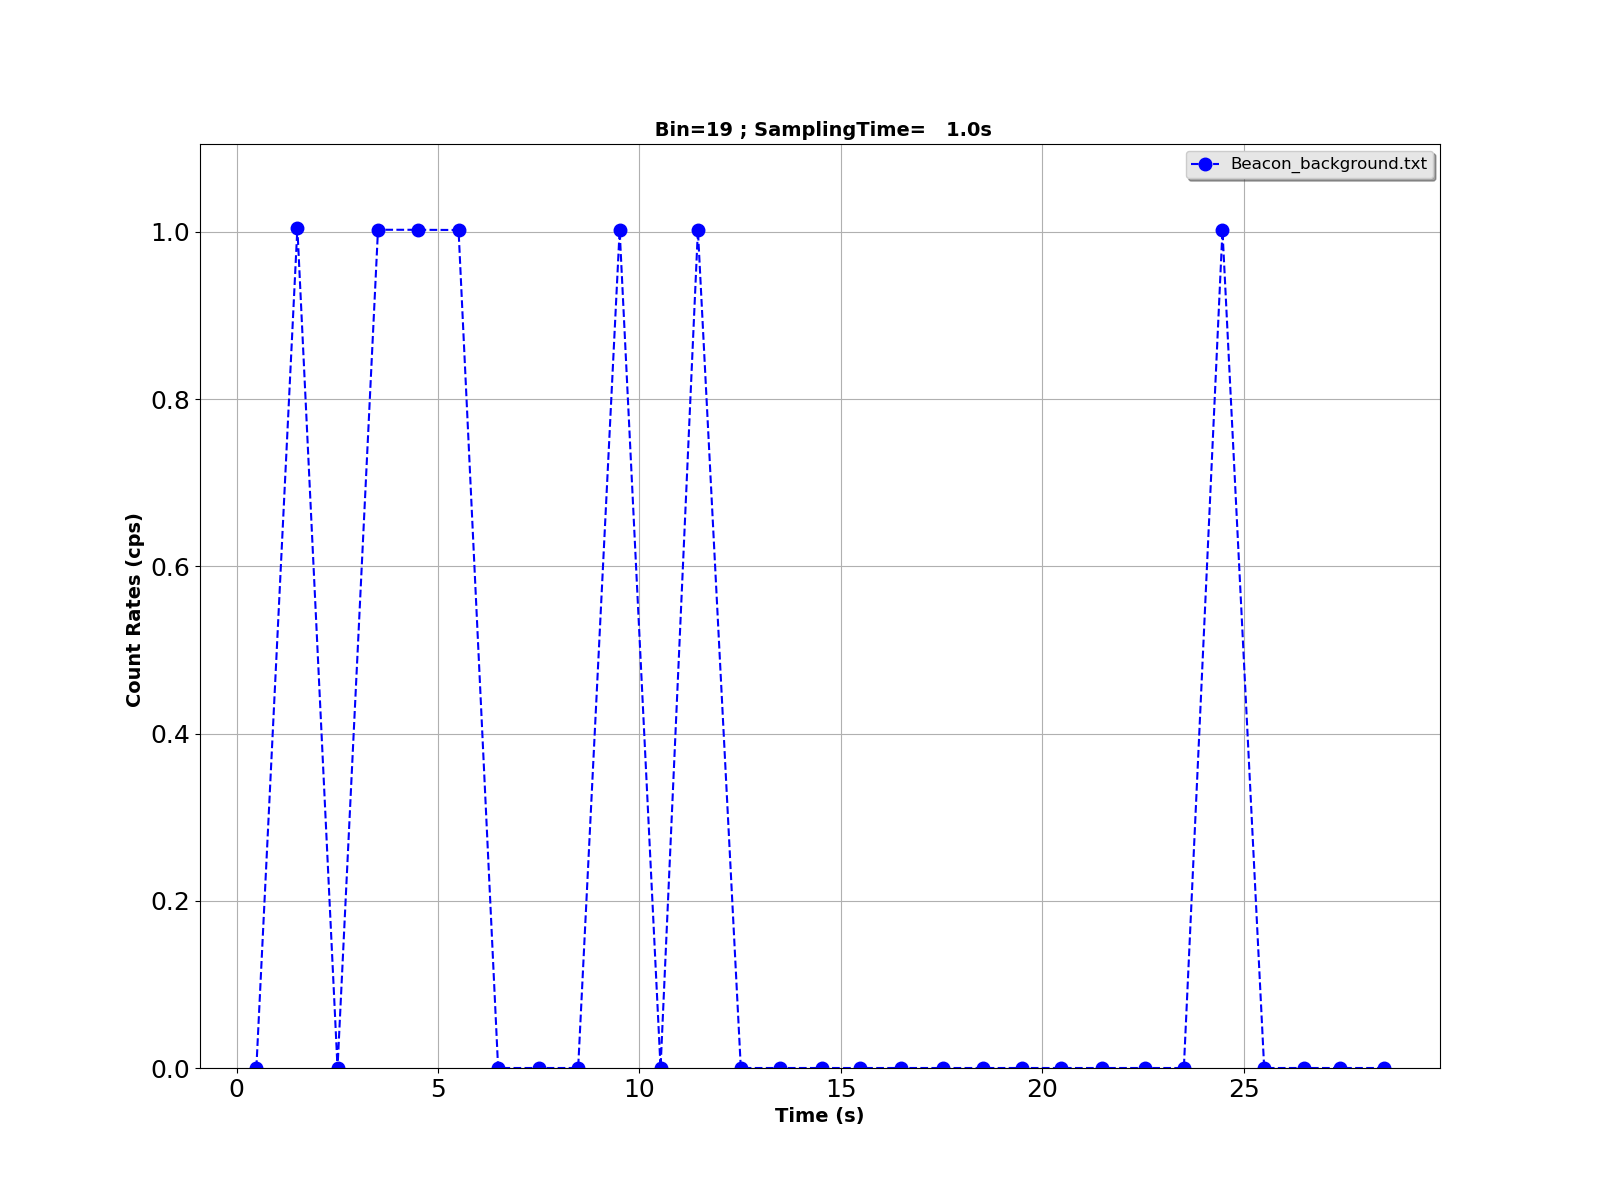 Bin=19 ; SamplingTime=   1.0s
Beacon_background.txt
1.0
0.8
0.6
0.4
0.2
0.0
Count Rates (cps)
0 5 10 15 20 25
Time (s)